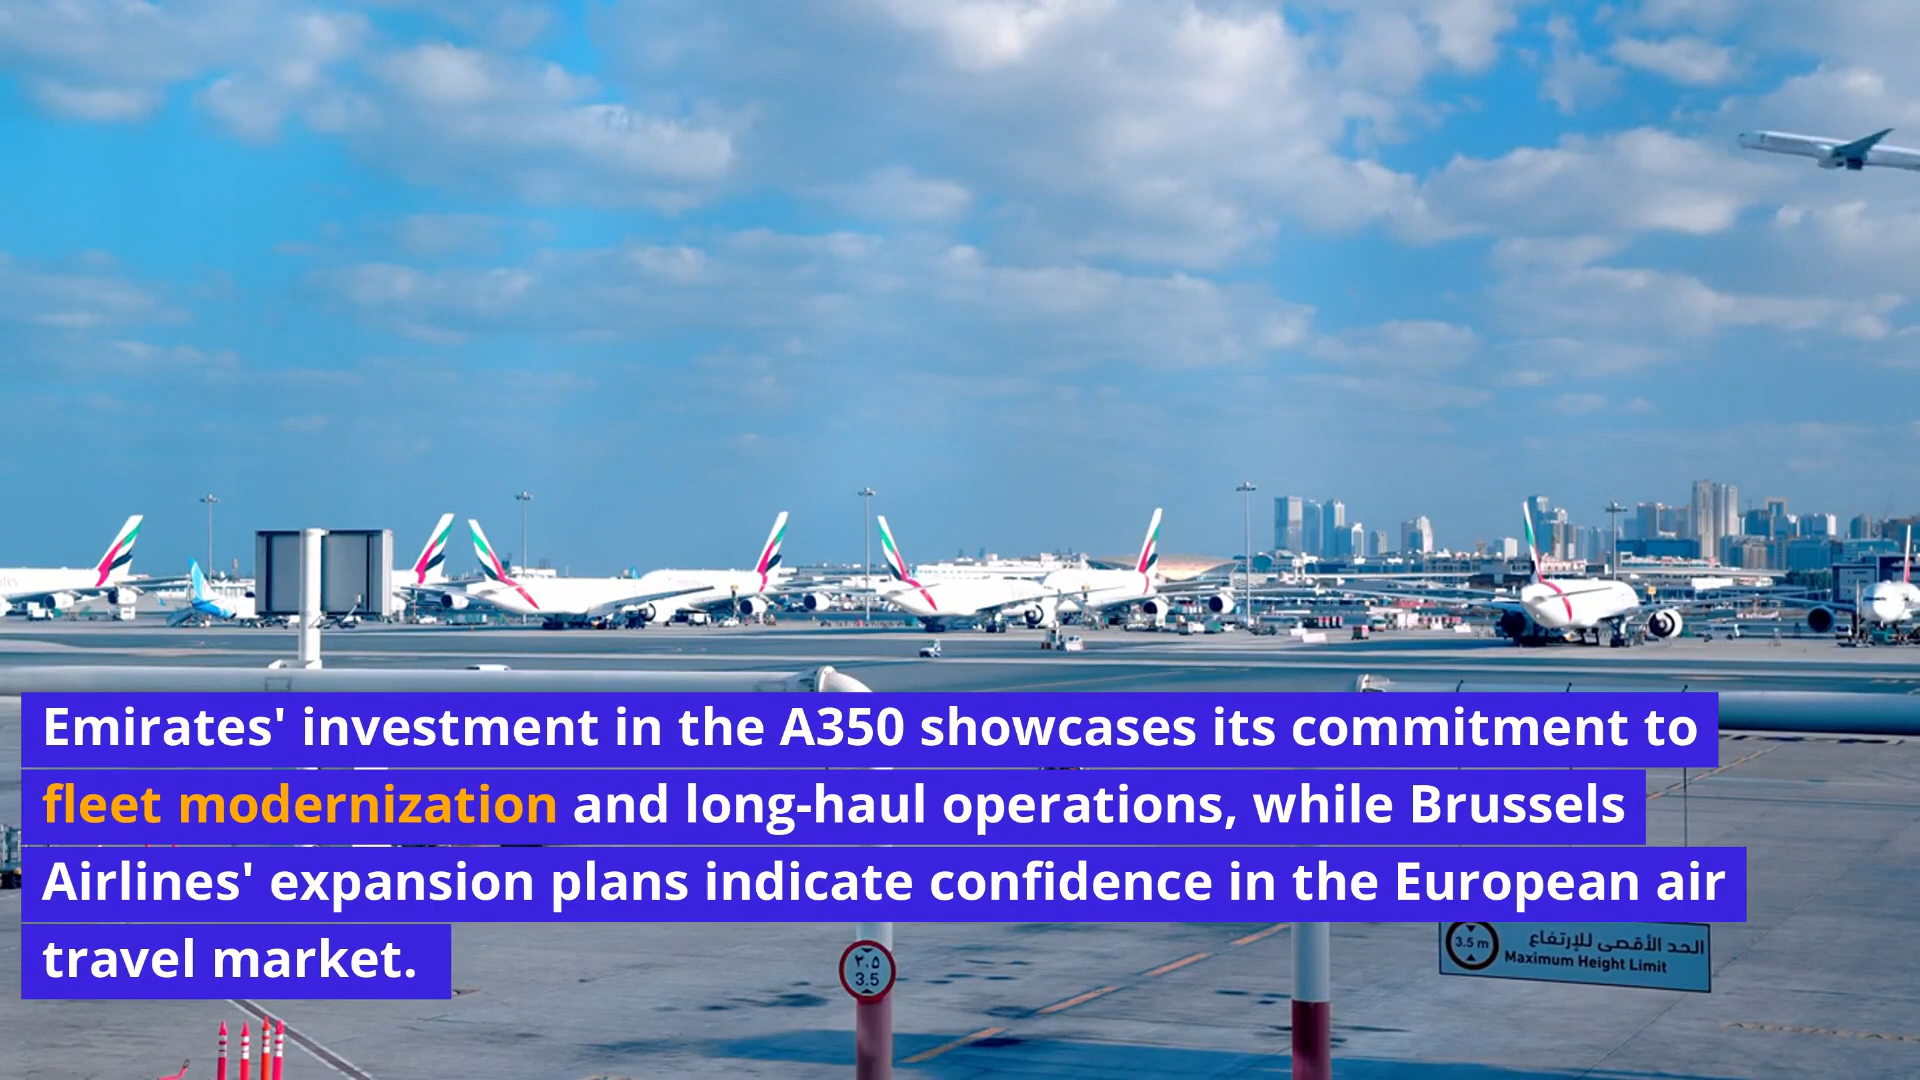 Emirates' investment in the A350 showcases its commitment to
fleet modernization and long-haul operations, while Brussels
Airlines' expansion plans indicate confidence in the European air
travel market.
3.5 m
الحد الأقصى للإرتفاع
Maximum Height Limit
٣.٥
3.5